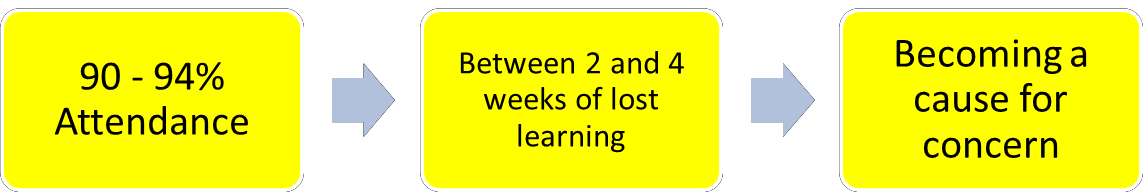 90 - 94%
Attendance
Between 2 and 4
weeks of lost
learning
Becoming a
cause for
concern